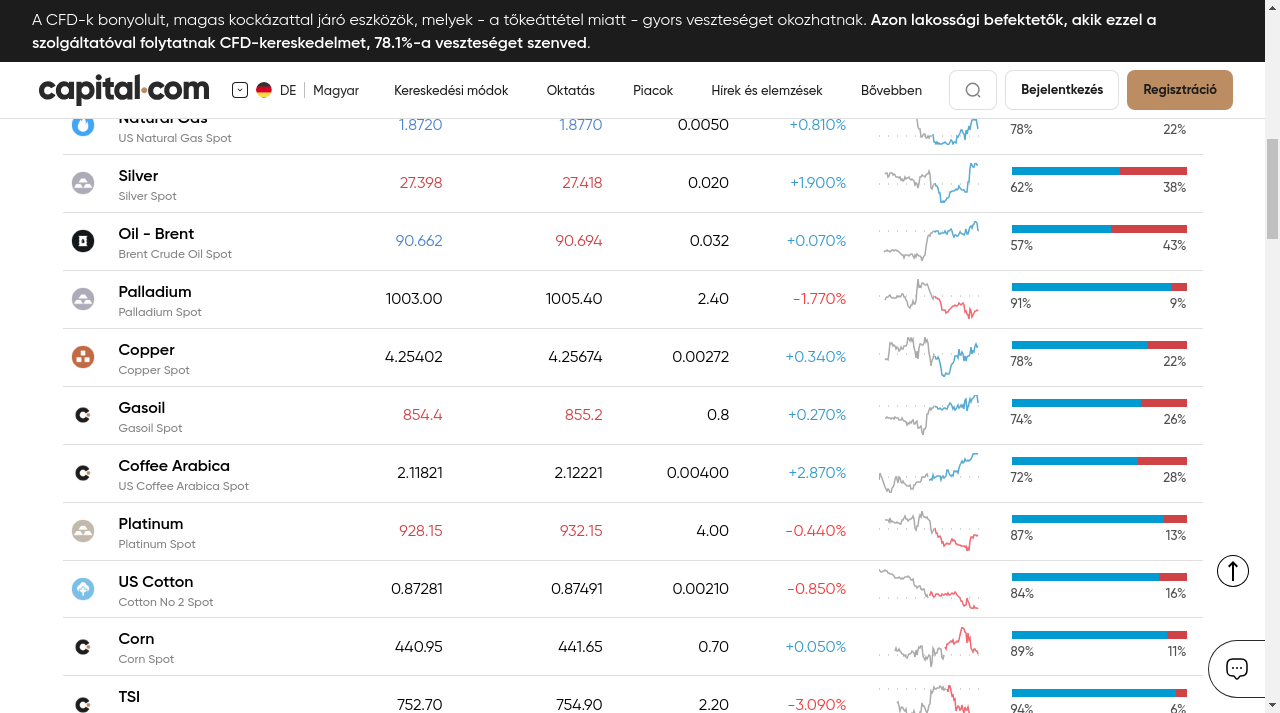 A CFD-k bonyolult, magas kockázattal járó eszközök, melyek - a tőkeáttétel miatt - gyors veszteséget okozhatnak. Azon lakossági befektetők, akik ezzel a
szolgáltatóval folytatnak CFD-kereskedelmet, 78.1%-a veszteséget szenved.
capital.com DE Magyar Kereskedési módok Oktatás Piacok Hírek és elemzések Bővebben Bejelentkezés Regisztráció
Natural Gas 1.8720 1.8770 0.0050 +0.810%
US Natural Gas Spot 78% 22%
Silver 27.398 27.418 0.020 +1.900%
Silver Spot 62% 38%
Oil - Brent 90.662 90.694 0.032 +0.070%
Brent Crude Oil Spot 57% 43%
Palladium 1003.00 1005.40 2.40 -1.770%
Palladium Spot 91% 9%
Copper 4.25402 4.25674 0.00272 +0.340%
Copper Spot 78% 22%
Gasoil 854.4 855.2 0.8 +0.270%
Gasoil Spot 74% 26%
Coffee Arabica 2.11821 2.12221 0.00400 +2.870%
US Coffee Arabica Spot 72% 28%
Platinum 928.15 932.15 4.00 -0.440%
Platinum Spot 87% 13%
US Cotton 0.87281 0.87491 0.00210 -0.850%
Cotton No 2 Spot 84% 16%
Corn 440.95 441.65 0.70 +0.050%
Corn Spot 89% 11%
TSI 752.70 754.90 2.20 -3.090%
94% 6%